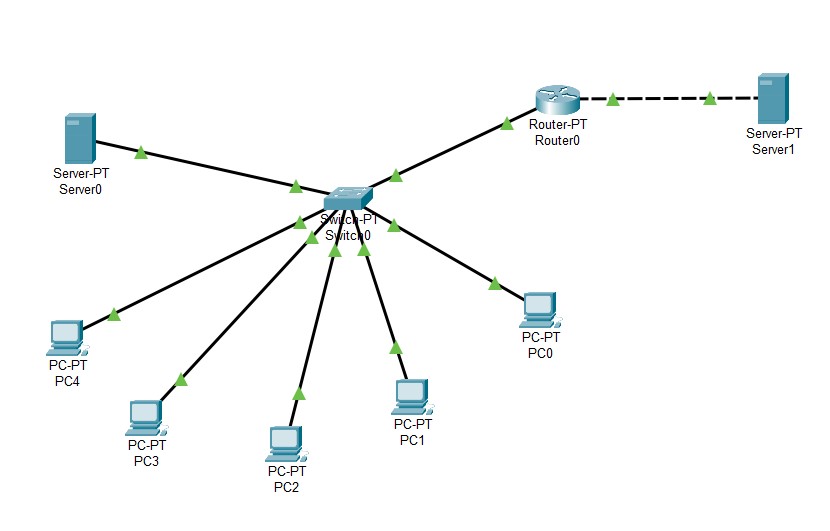 Router-PT
Router0
Server-PT
Server1
Server-PT
Server0
Switch-PT
Switch0
PC-PT
PC0
PC-PT
PC4
PC-PT
PC1
PC-PT
PC3
PC-PT
PC2